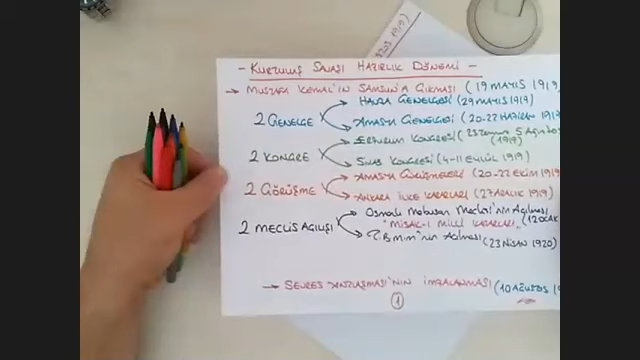 - KURTULUŞ SAVAŞI HAZIRLIK DÖNEMİ -
→ MUSTAFA KEMAL'İN SAMSUN'A ÇIKMASI (19 MAYIS 1919
2 GENELGE
HAVZA GENELGESİ (29 MAYIS 1919)
AMASYA GENELGESİ (20-22 HAZİRAN 1919
2 KONGRE
ERZURUM KONGRESİ (23 Temmuz 5 Ağustos
(1919)
SİVAS KONGRESİ (4-11 EYLÜL 1919)
2 GÖRÜŞME
AMASYA GÖRÜŞMELERİ (20-22 EKİM 1919
ANKARA İLKE KARARLARI (27 ARALIK 1919)
2 MECLİS AÇILIŞI
Osmanlı Mebusan Meclisi'nin Açılması
"MİSAK-I MİLLİ KARARLARI" (12 OCAK
T.B.M.M'nin Açılması (23 NİSAN 1920)
→ SEVRES ANTLAŞMASI'NIN İMZALANMASI (10 AĞUSTOS 19
1